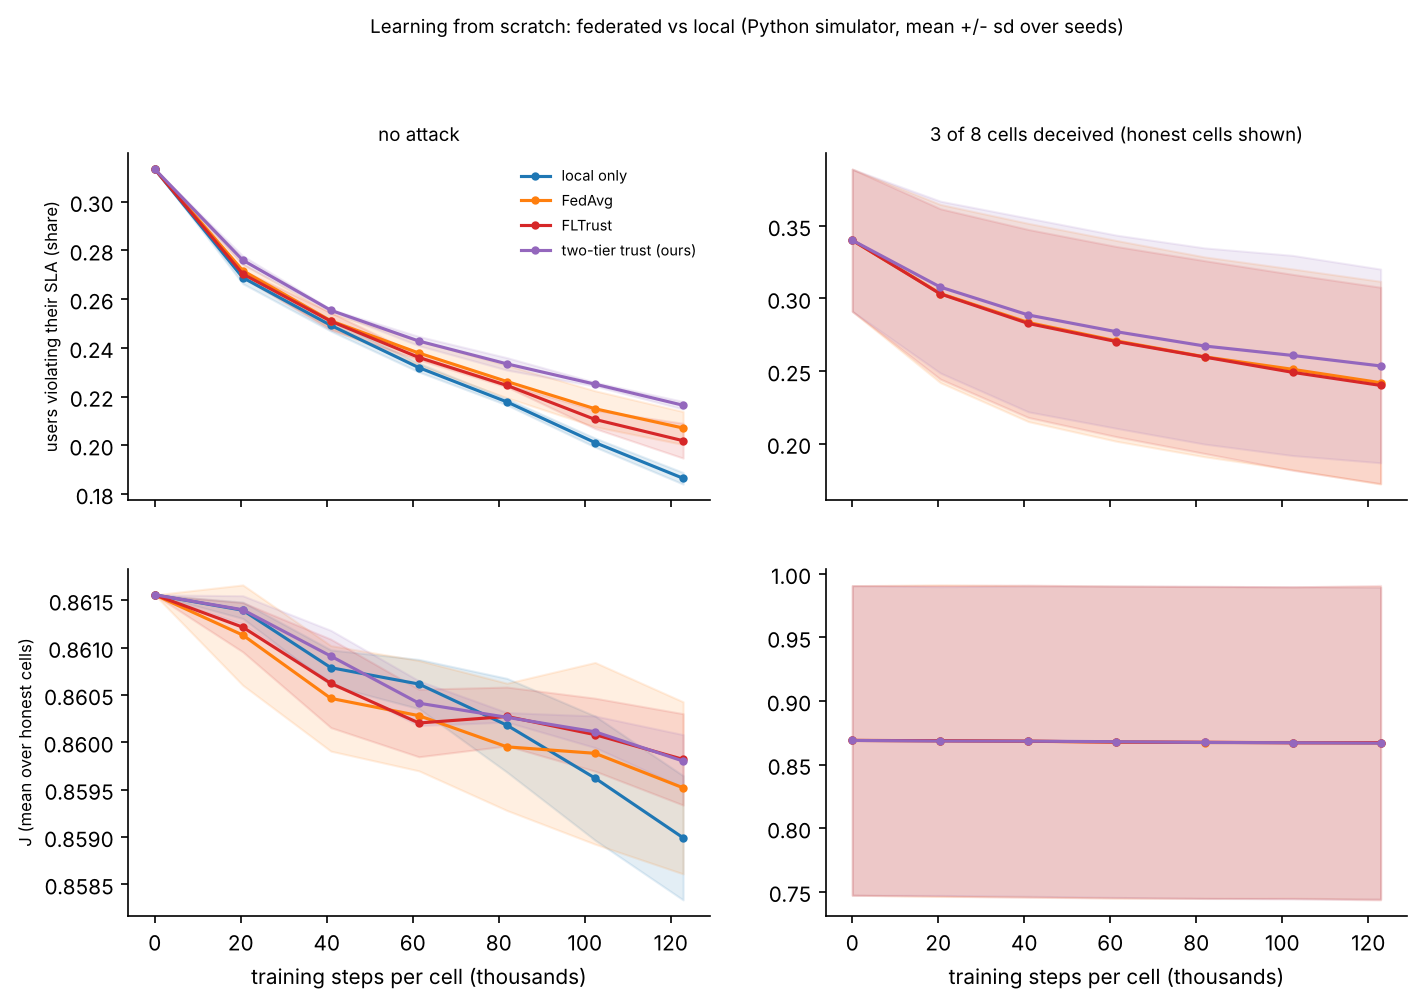 Learning from scratch: federated vs local (Python simulator, mean +/- sd over seeds)
no attack
3 of 8 cells deceived (honest cells shown)
users violating their SLA (share)
0.30
0.28
0.26
0.24
0.22
0.20
0.18
local only
FedAvg
FLTrust
two-tier trust (ours)
0.35
0.30
0.25
0.20
J (mean over honest cells)
0.8615
0.8610
0.8605
0.8600
0.8595
0.8590
0.8585
0 20 40 60 80 100 120
training steps per cell (thousands)
1.00
0.95
0.90
0.85
0.80
0.75
0 20 40 60 80 100 120
training steps per cell (thousands)